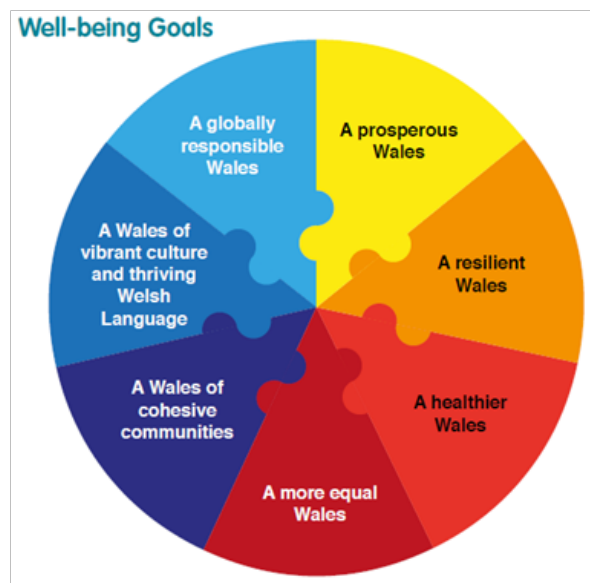 Well-being Goals
A prosperous
Wales
A resilient
Wales
A healthier
Wales
A more equal
Wales
A Wales of
cohesive
communities
A Wales of
vibrant culture
and thriving
Welsh
Language
A globally
responsible
Wales